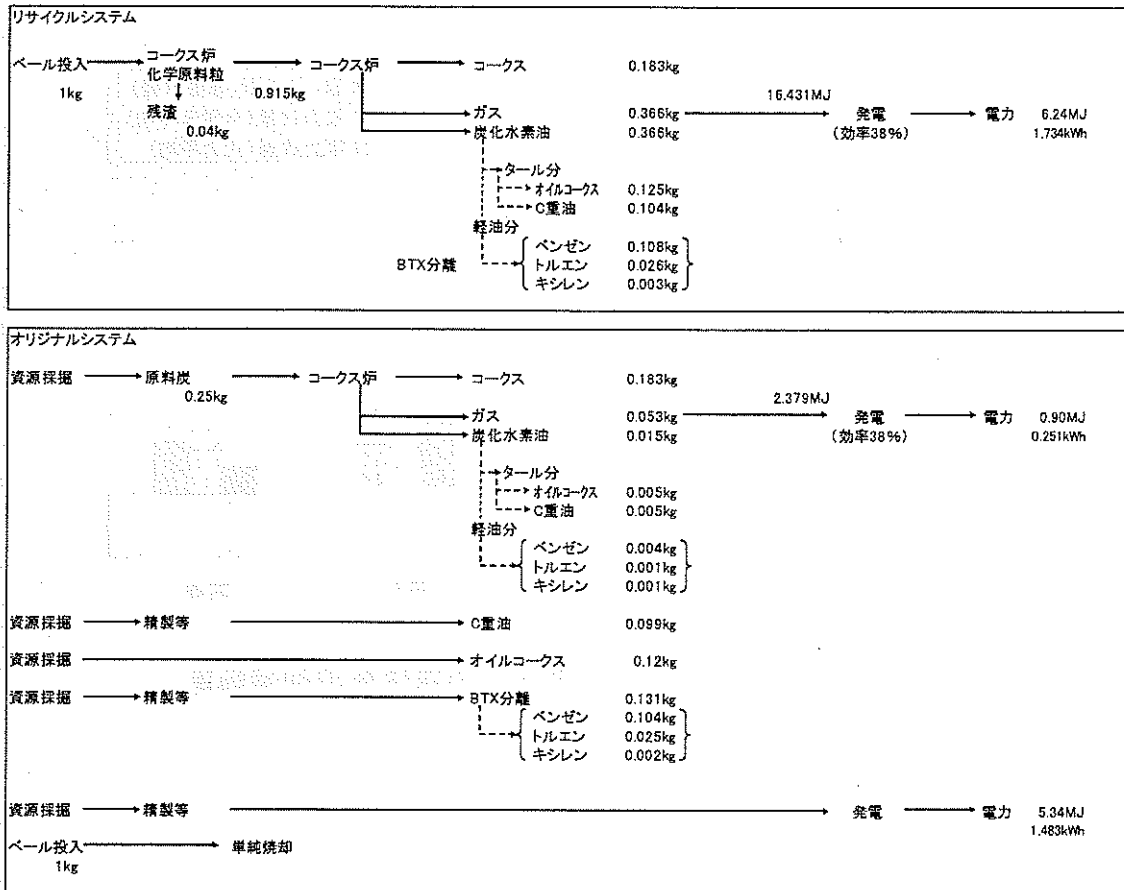 リサイクルシステム
ベール投入
1kg
コークス炉
化学原料粒
0.915kg
残渣
0.04kg
コークス炉
コークス 0.183kg
ガス 0.366kg
16.431MJ
発電
(効率38%)
電力 6.24MJ
1.734kWh
炭化水素油 0.366kg
タール分
オイルコークス 0.125kg
C重油 0.104kg
軽油分
BTX分離
ベンゼン 0.108kg
トルエン 0.026kg
キシレン 0.003kg
オリジナルシステム
資源採掘 原料炭 コークス炉 コークス 0.183kg
0.25kg
ガス 0.053kg
2.379MJ
発電
(効率38%)
電力 0.90MJ
0.251kWh
炭化水素油 0.015kg
タール分
オイルコークス 0.005kg
C重油 0.005kg
軽油分
ベンゼン 0.004kg
トルエン 0.001kg
キシレン 0.001kg
資源採掘 精製等 C重油 0.099kg
資源採掘 オイルコークス 0.12kg
資源採掘 精製等 BTX分離 0.131kg
ベンゼン 0.104kg
トルエン 0.025kg
キシレン 0.002kg
資源採掘 精製等 発電 電力 5.34MJ
1.483kWh
ベール投入 単純焼却
1kg